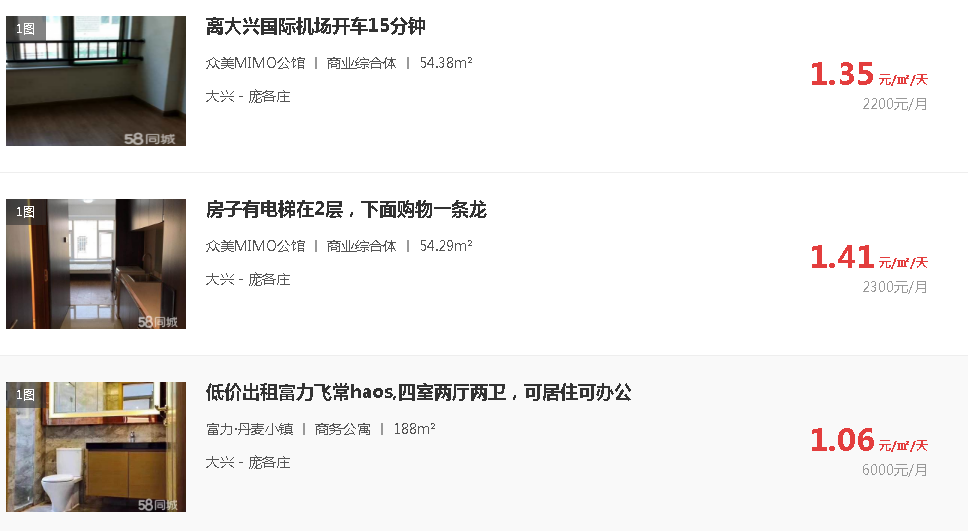 1图
离大兴国际机场开车15分钟
众美MIMO公馆 | 商业综合体 | 54.38m²
1.35 元/㎡/天
大兴 - 庞各庄
2200元/月
58同城
1图
房子有电梯在2层，下面购物一条龙
众美MIMO公馆 | 商业综合体 | 54.29m²
1.41 元/㎡/天
大兴 - 庞各庄
2300元/月
58同城
1图
低价出租富力飞常haos,四室两厅两卫，可居住可办公
富力·丹麦小镇 | 商务公寓 | 188m²
1.06 元/㎡/天
大兴 - 庞各庄
6000元/月
58同城